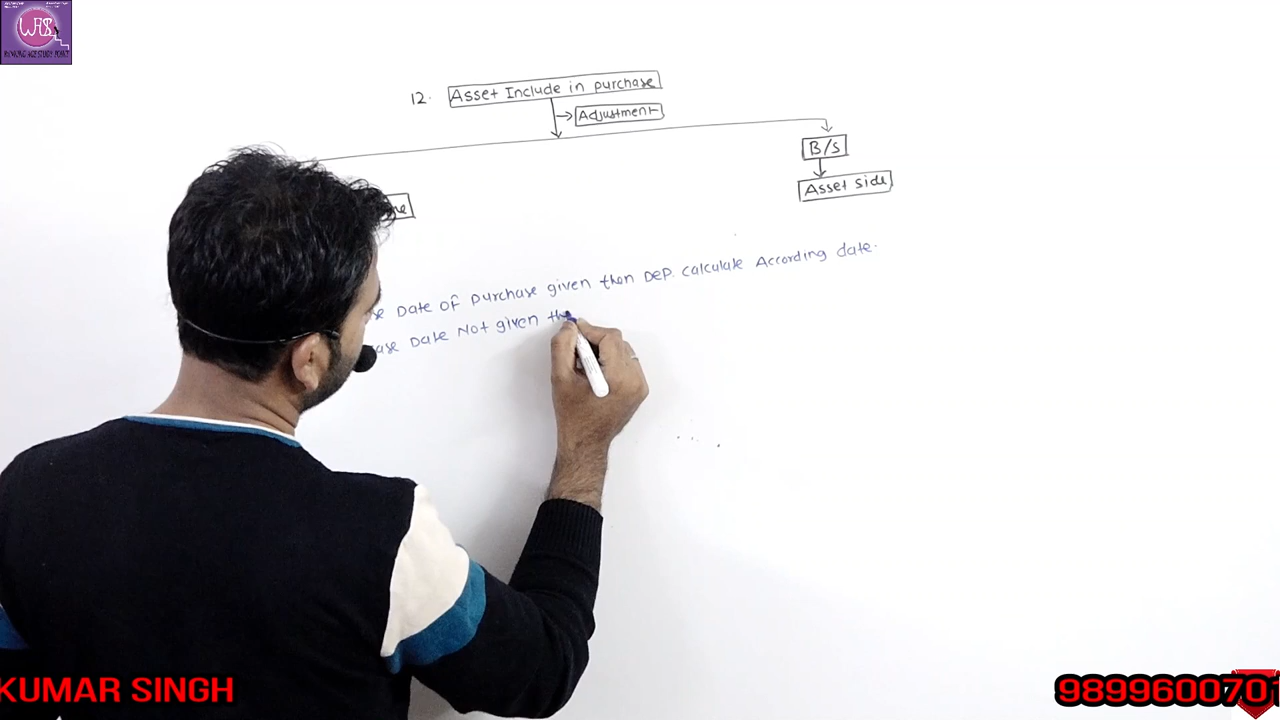 WAS
12. Asset Include in purchase
Adjustment
B/S
Asset side
Date Of purchase given then Dep. calculate According date.
Date Not given
KUMAR SINGH
989960070